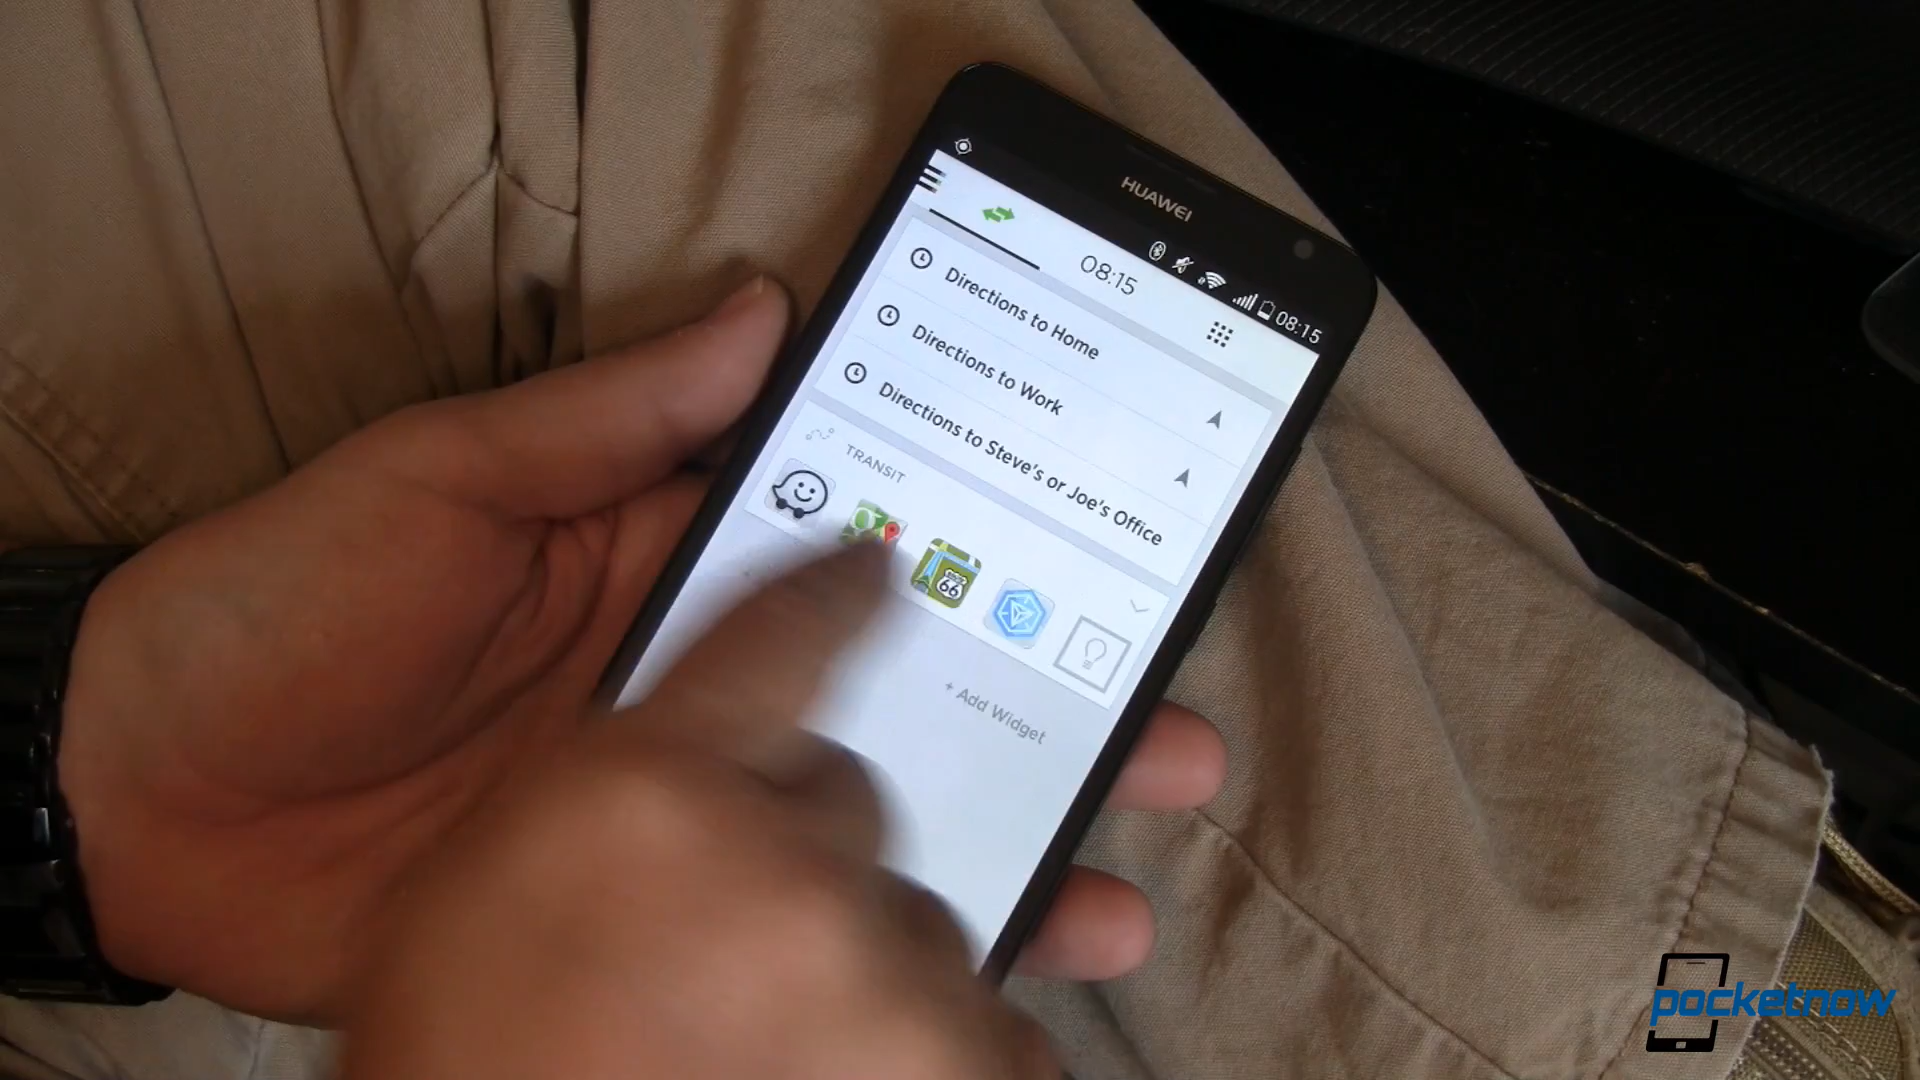 HUAWEI
08:15
08:15
Directions to Home
Directions to Work
Directions to Steve's or Joe's Office
TRANSIT
g
66
+ Add Widget
pocketnow